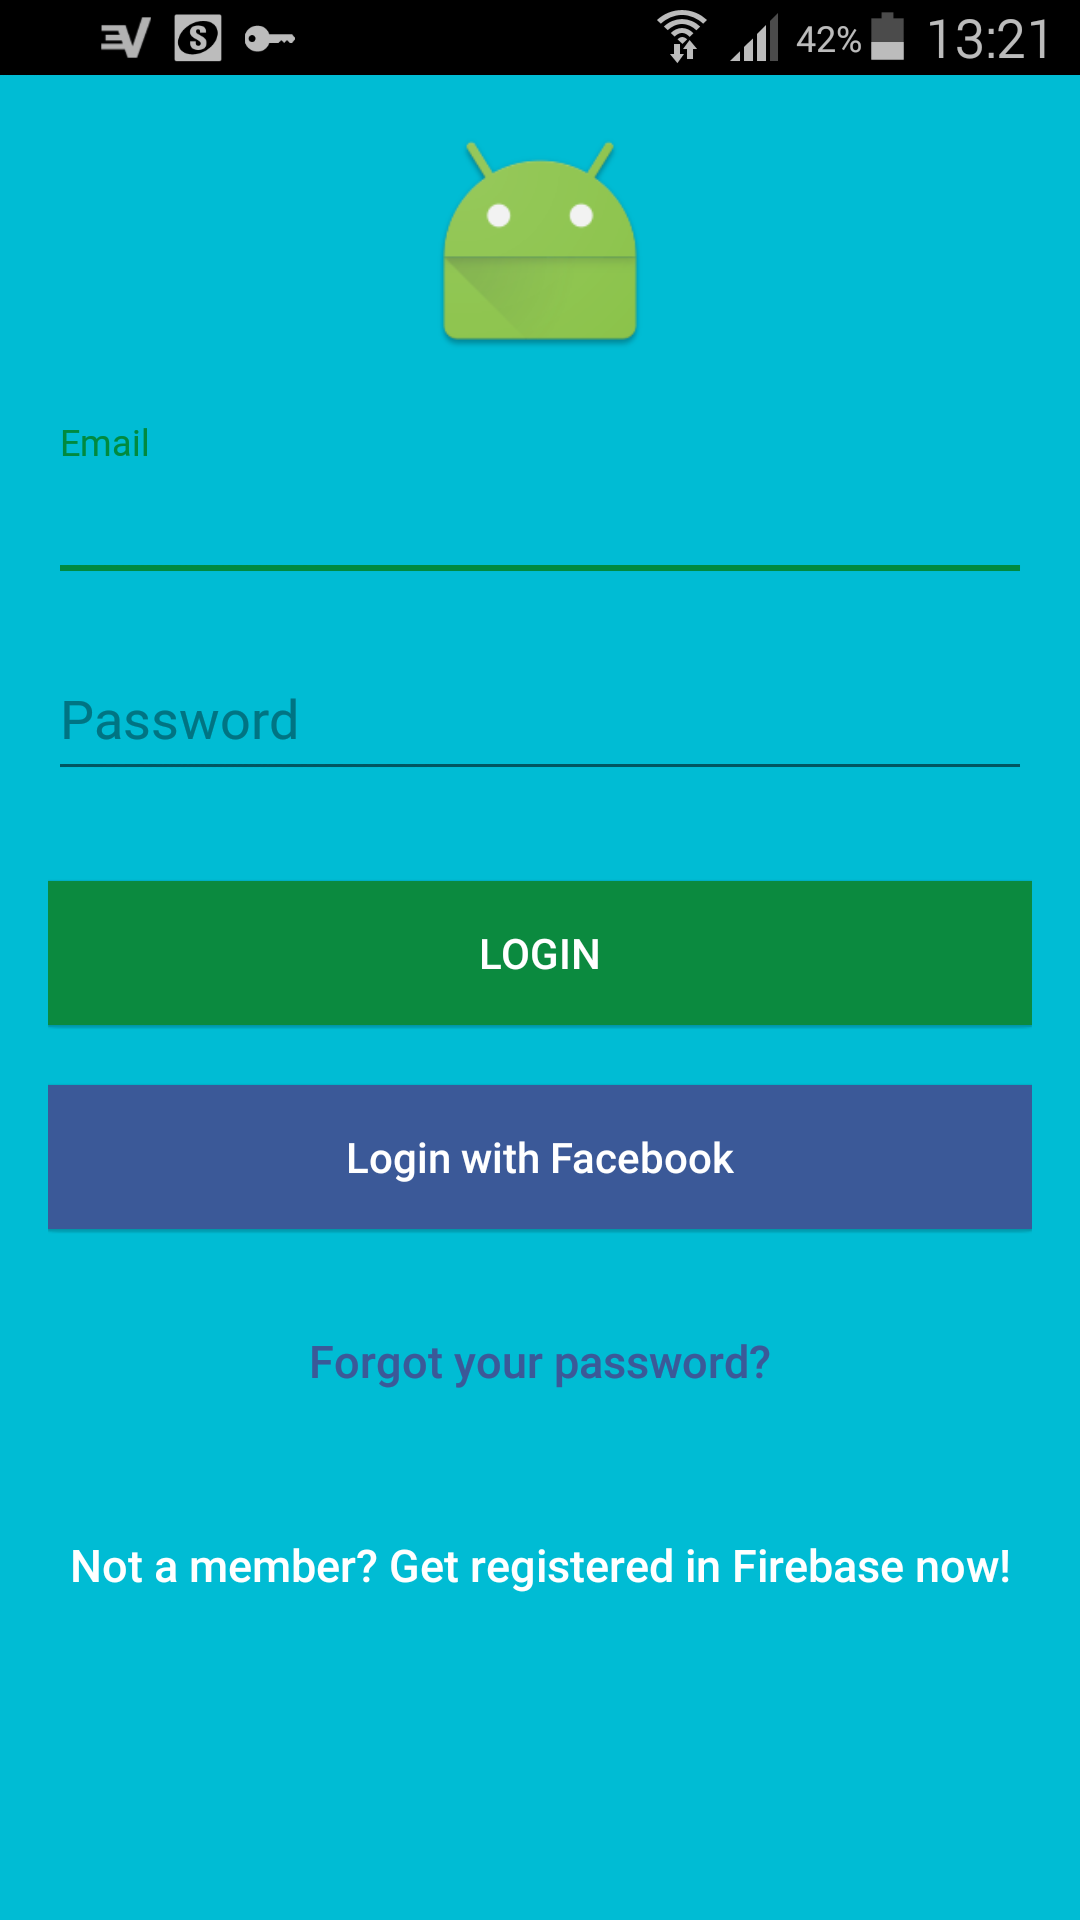 42% 13:21
Email
Password
LOGIN
Login with Facebook
Forgot your password?
Not a member? Get registered in Firebase now!